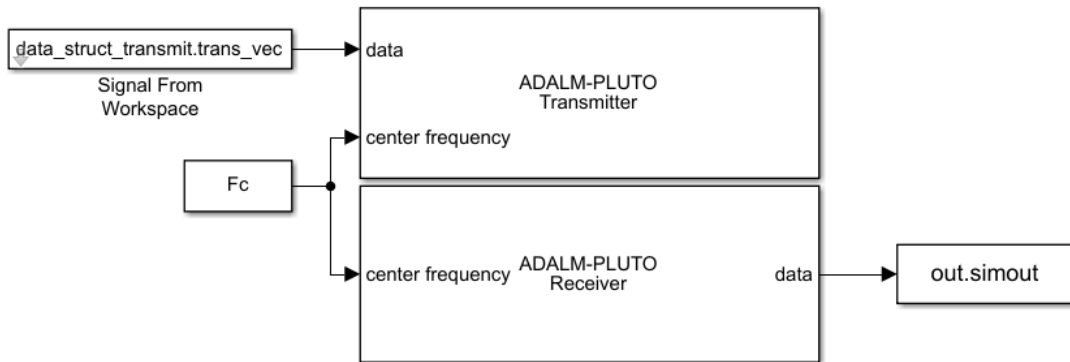 data_struct_transmit.trans_vec
Signal From
Workspace
data
ADALM-PLUTO
Transmitter
center frequency
Fc
center frequency
ADALM-PLUTO
Receiver
data
out.simout